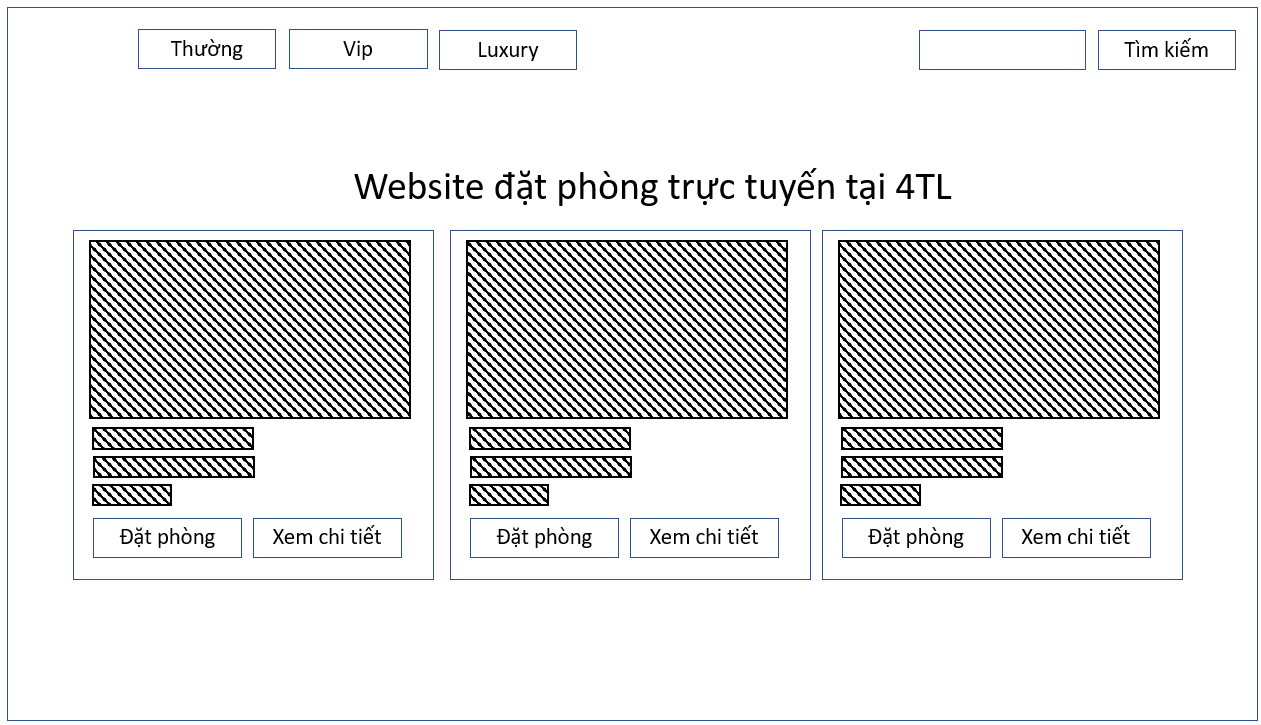 Thường
Vip
Luxury
Tìm kiếm
Website đặt phòng trực tuyến tại 4TL
Đặt phòng
Xem chi tiết
Đặt phòng
Xem chi tiết
Đặt phòng
Xem chi tiết